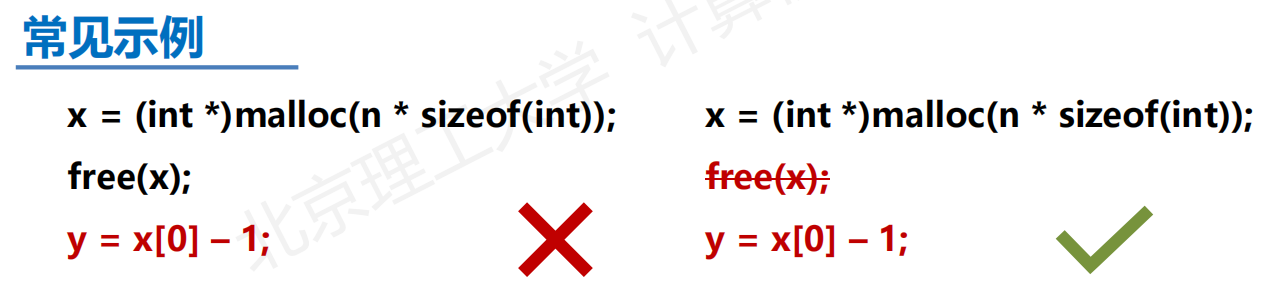 常见示例
x = (int *)malloc(n * sizeof(int));
free(x);
y = x[0] – 1;
x = (int *)malloc(n * sizeof(int));
free(x);
y = x[0] – 1;
北京理工大学 计算